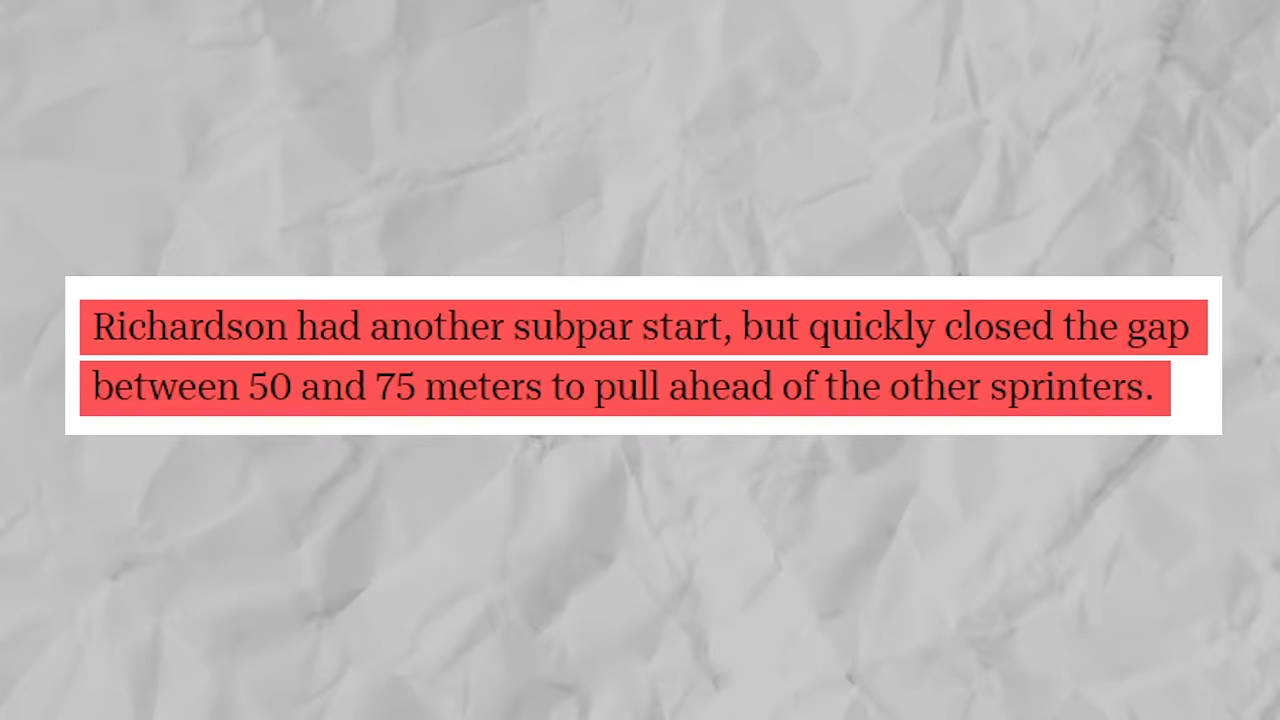 Richardson had another subpar start, but quickly closed the gap
between 50 and 75 meters to pull ahead of the other sprinters.